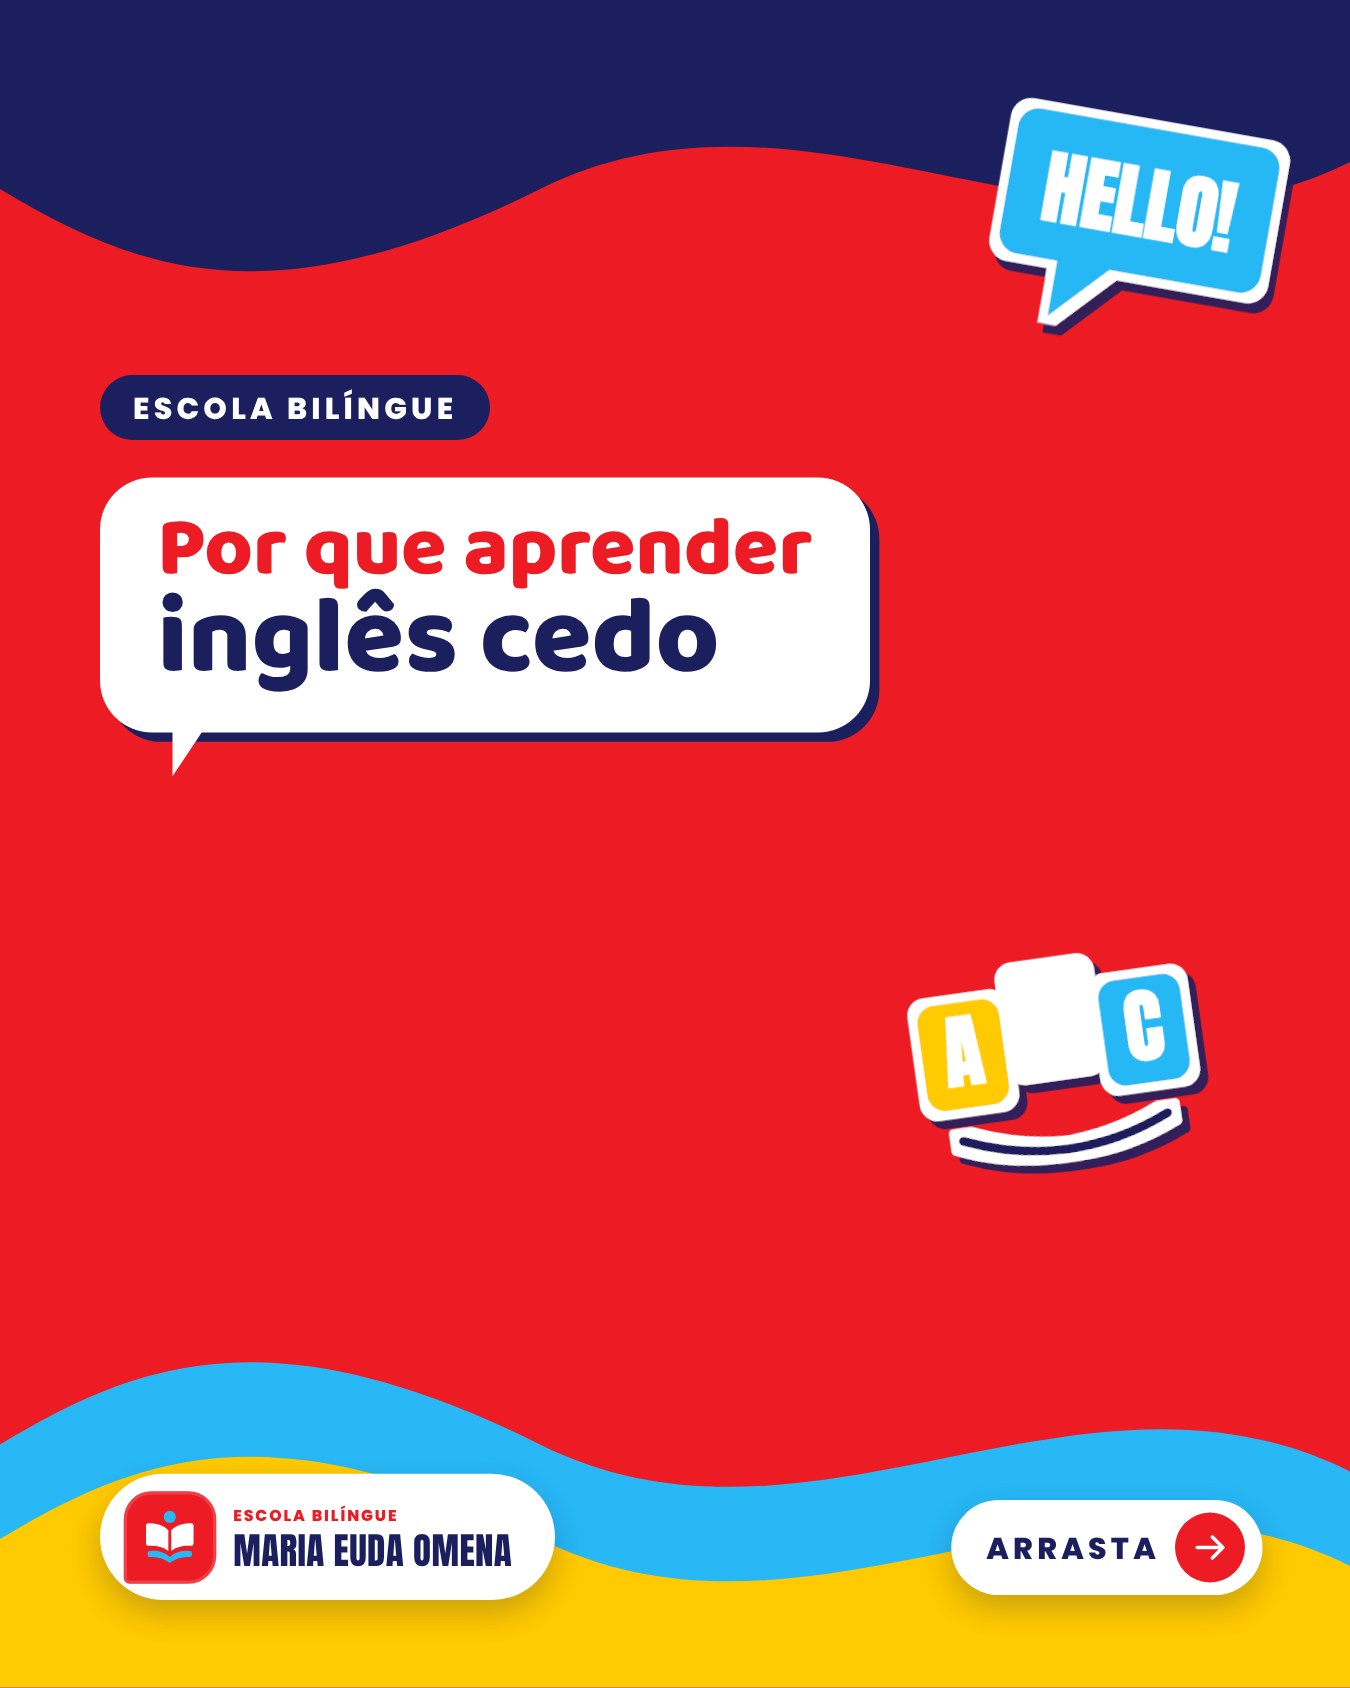 HELLO!
ESCOLA BILÍNGUE
Por que aprender
inglês cedo
A C
ESCOLA BILÍNGUE
MARIA EUDA OMENA
ARRASTA